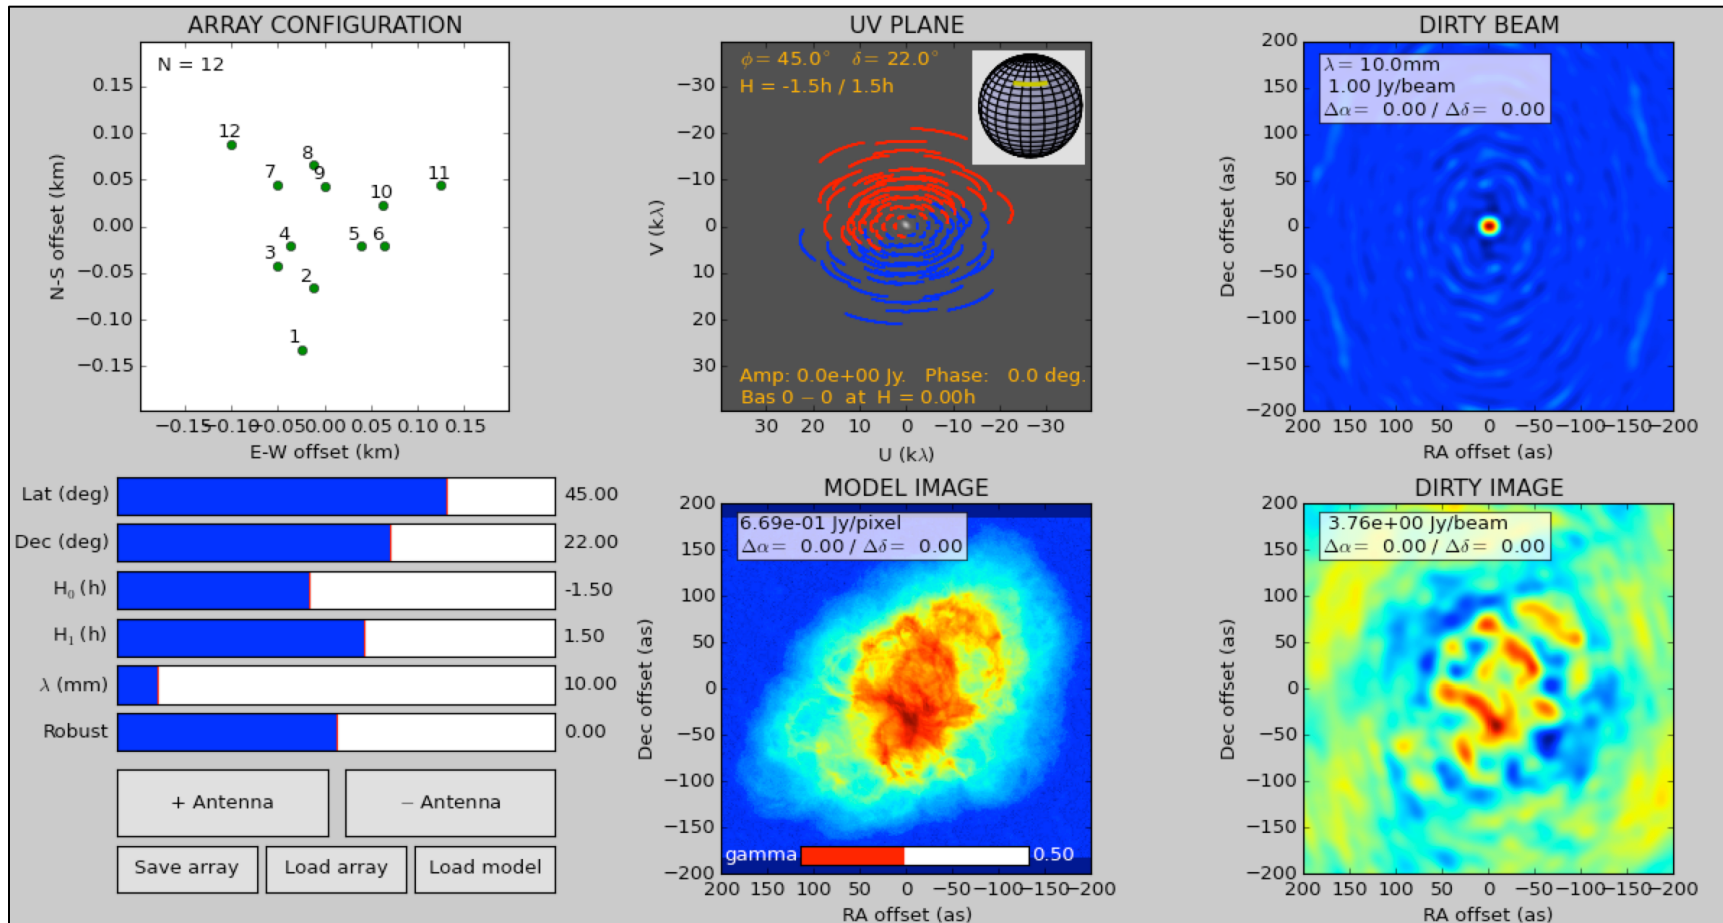 ARRAY CONFIGURATION
N = 12
0.15
0.10
0.05
0.00
−0.05
−0.10
−0.15
N-S offset (km)
12
8
7
9
11
10
4
5
6
3
2
1
−0.15
−0.10
−0.05
0.00
0.05
0.10
0.15
E-W offset (km)
UV PLANE
ϕ = 45.0° δ = 22.0°
H = -1.5h / 1.5h
−30
−20
−10
0
10
20
30
V (kλ)
Amp: 0.0e+00 Jy. Phase: 0.0 deg.
Bas 0 − 0 at H = 0.00h
30
20
10
0
−10
−20
−30
U (kλ)
DIRTY BEAM
λ = 10.0mm
1.00 Jy/beam
Δα = 0.00 / Δδ = 0.00
200
150
100
50
0
−50
−100
−150
−200
Dec offset (as)
200
150
100
50
0
−50
−100
−150
−200
RA offset (as)
Lat (deg) 45.00
Dec (deg) 22.00
H₀ (h) -1.50
H₁ (h) 1.50
λ (mm) 10.00
Robust 0.00
+ Antenna
− Antenna
Save array
Load array
Load model
MODEL IMAGE
6.69e-01 Jy/pixel
Δα = 0.00 / Δδ = 0.00
200
150
100
50
0
−50
−100
−150
−200
Dec offset (as)
gamma 0.50
200
150
100
50
0
−50
−100
−150
−200
RA offset (as)
DIRTY IMAGE
3.76e+00 Jy/beam
Δα = 0.00 / Δδ = 0.00
200
150
100
50
0
−50
−100
−150
−200
Dec offset (as)
200
150
100
50
0
−50
−100
−150
−200
RA offset (as)